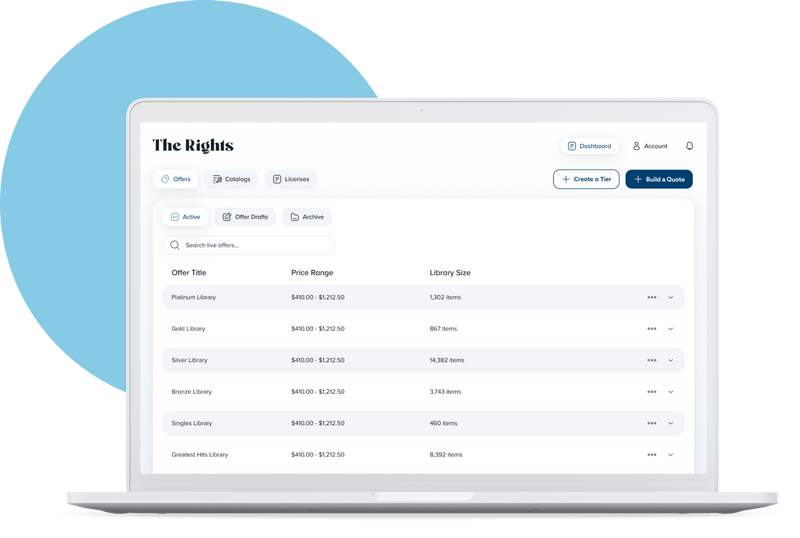 The Rights
Dashboard Account
Offers Catalogs Licenses Create a Tier Build a Quote
Active Offer Drafts Archive
Search live offers...
Offer Title Price Range Library Size
Platinum Library $410.00 - $1,212.50 1,302 items
Gold Library $410.00 - $1,212.50 867 items
Silver Library $410.00 - $1,212.50 14,382 items
Bronze Library $410.00 - $1,212.50 3,743 items
Singles Library $410.00 - $1,212.50 460 items
Greatest Hits Library $410.00 - $1,212.50 8,392 items